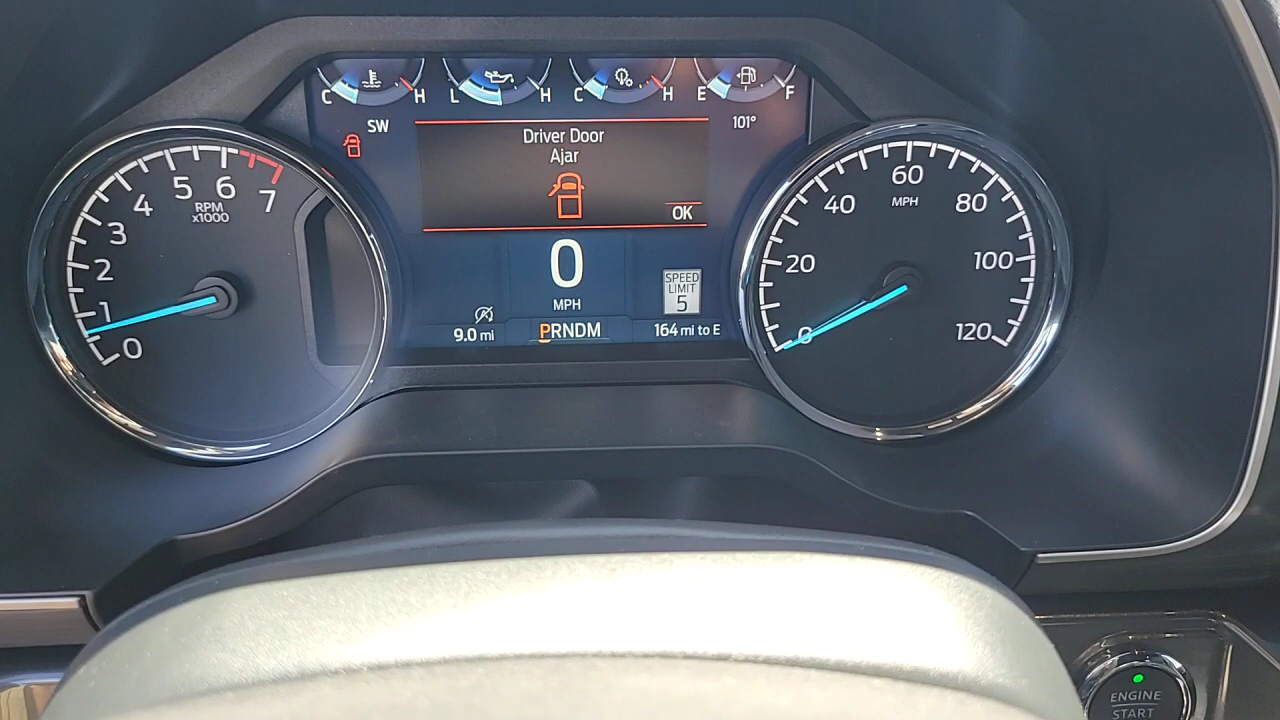 C H L H C H E F
SW
101°
Driver Door
Ajar
OK
0
MPH
SPEED
LIMIT
5
9.0 mi
PRNDM
164 mi to E
0 1 2 3 4 5 6 7
RPM
x1000
0 20 40 60 80 100 120
MPH
ENGINE
START